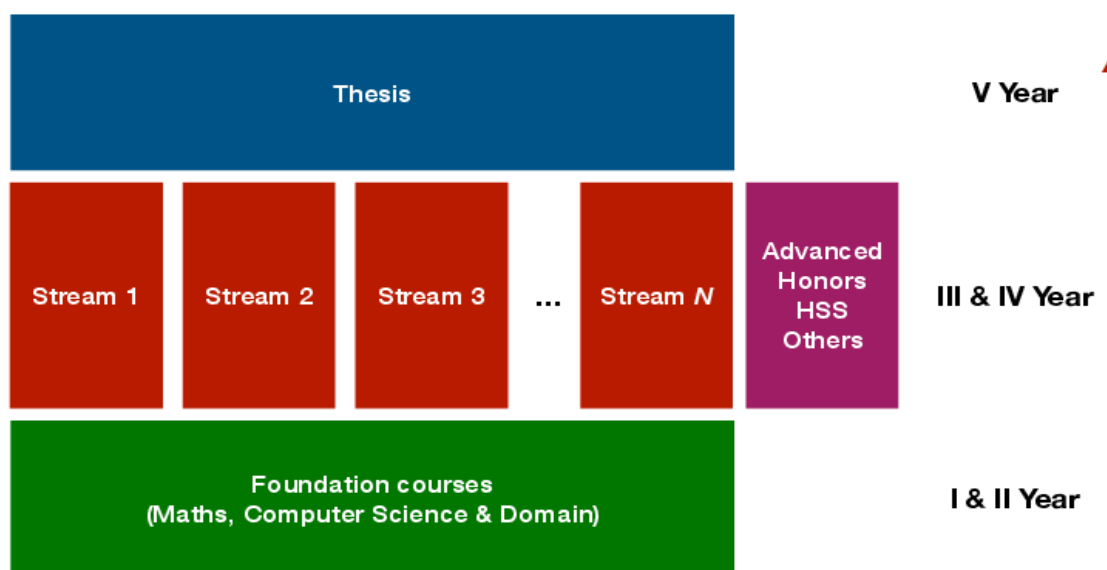 Thesis
V Year
Stream 1
Stream 2
Stream 3
...
Stream N
Advanced
Honors
HSS
Others
III & IV Year
Foundation courses
(Maths, Computer Science & Domain)
I & II Year